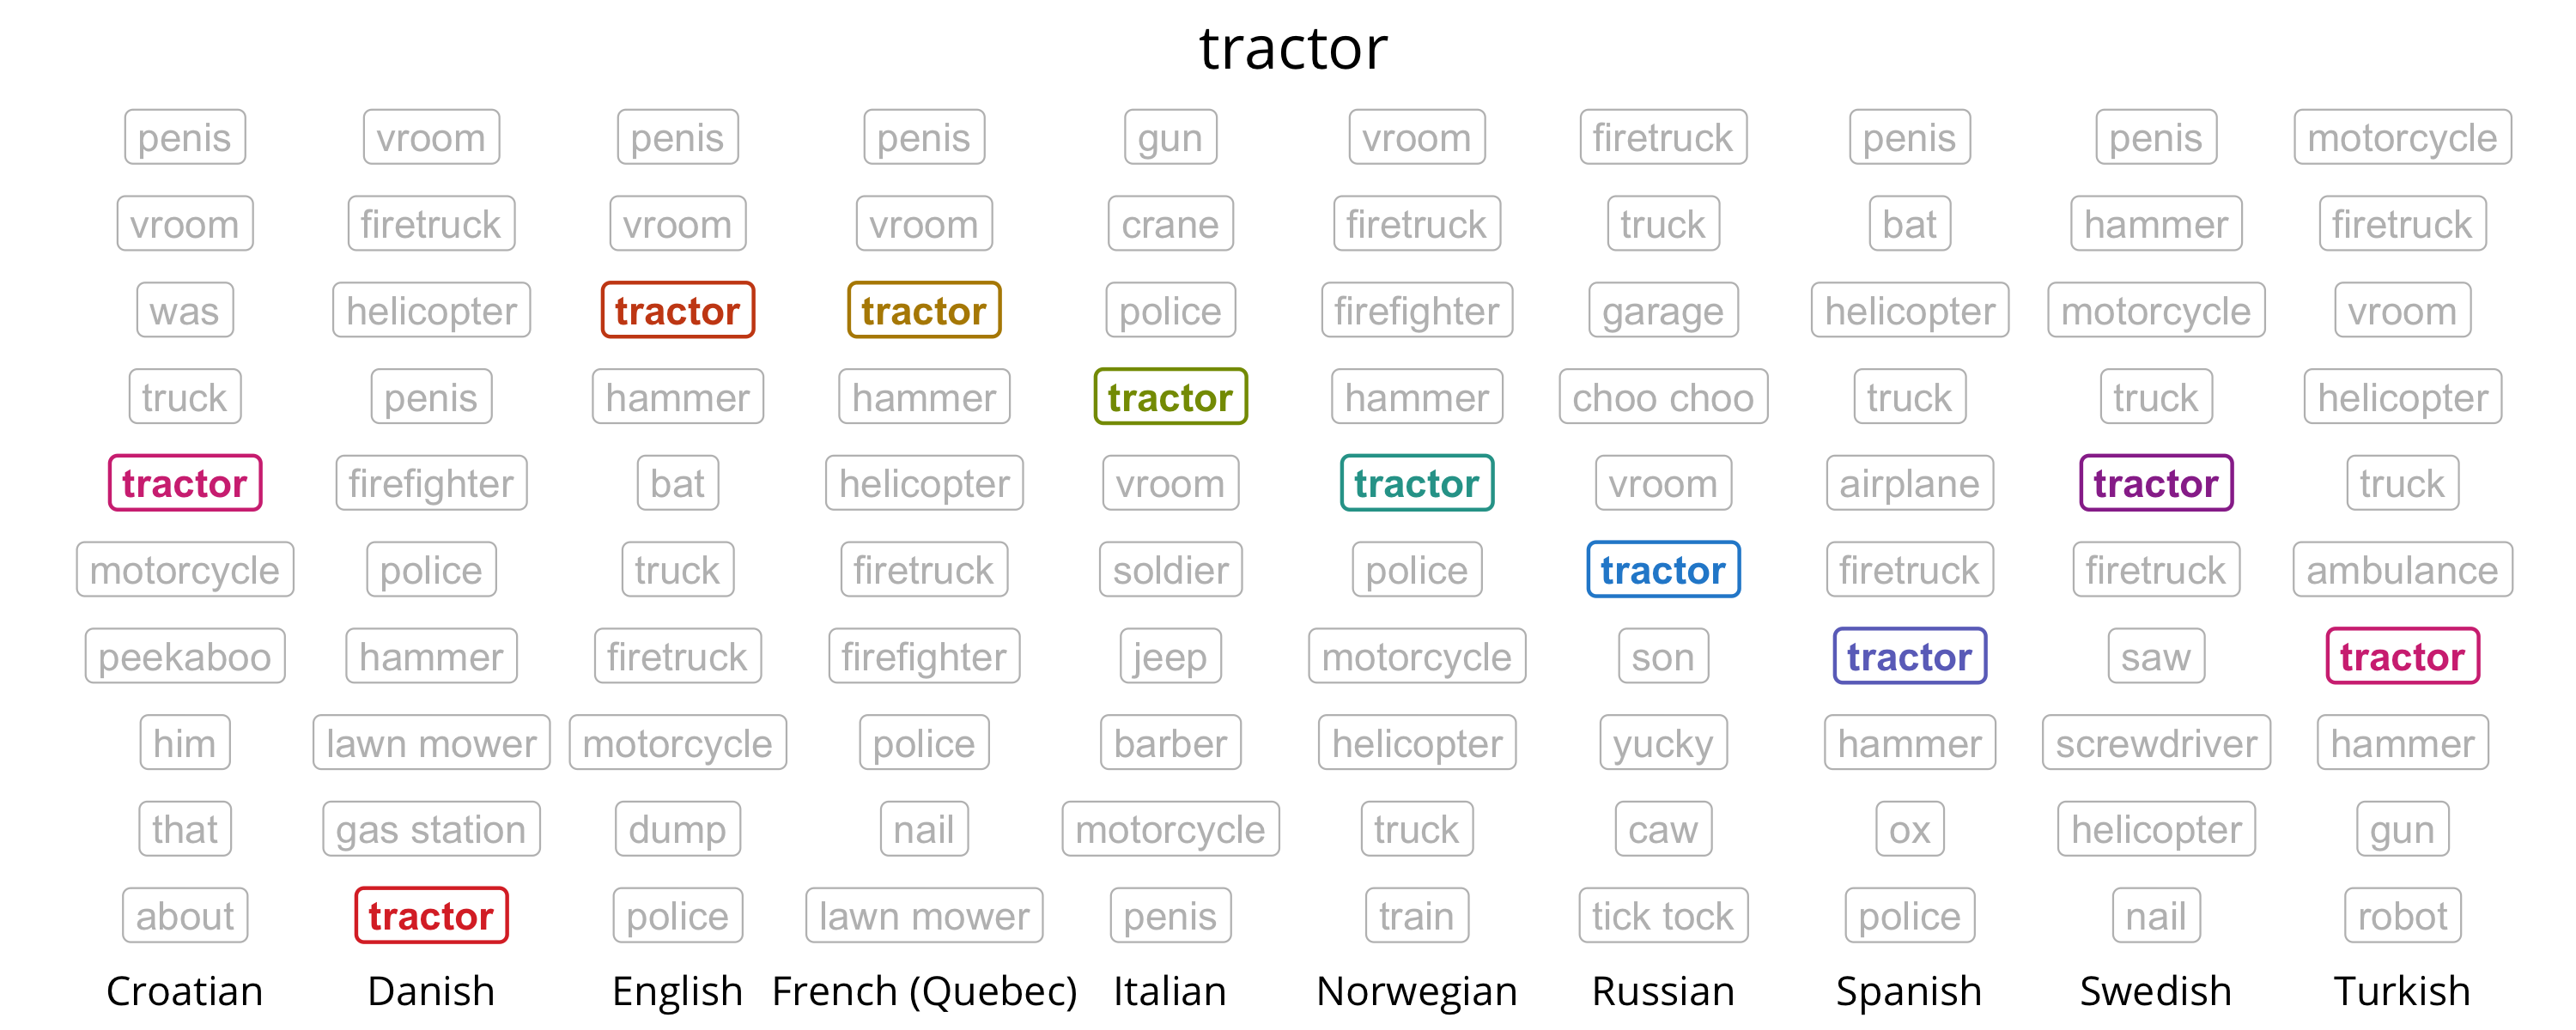 tractor
penis vroom penis penis gun vroom firetruck penis penis motorcycle
vroom firetruck vroom vroom crane firetruck truck bat hammer firetruck
was helicopter tractor tractor police firefighter garage helicopter motorcycle vroom
truck penis hammer hammer tractor hammer choo choo truck truck helicopter
tractor firefighter bat helicopter vroom tractor vroom airplane tractor truck
motorcycle police truck firetruck soldier police tractor firetruck firetruck ambulance
peekaboo hammer firetruck firefighter jeep motorcycle son tractor saw tractor
him lawn mower motorcycle police barber helicopter yucky hammer screwdriver hammer
that gas station dump nail motorcycle truck caw ox helicopter gun
about tractor police lawn mower penis train tick tock police nail robot
Croatian Danish English French (Quebec) Italian Norwegian Russian Spanish Swedish Turkish